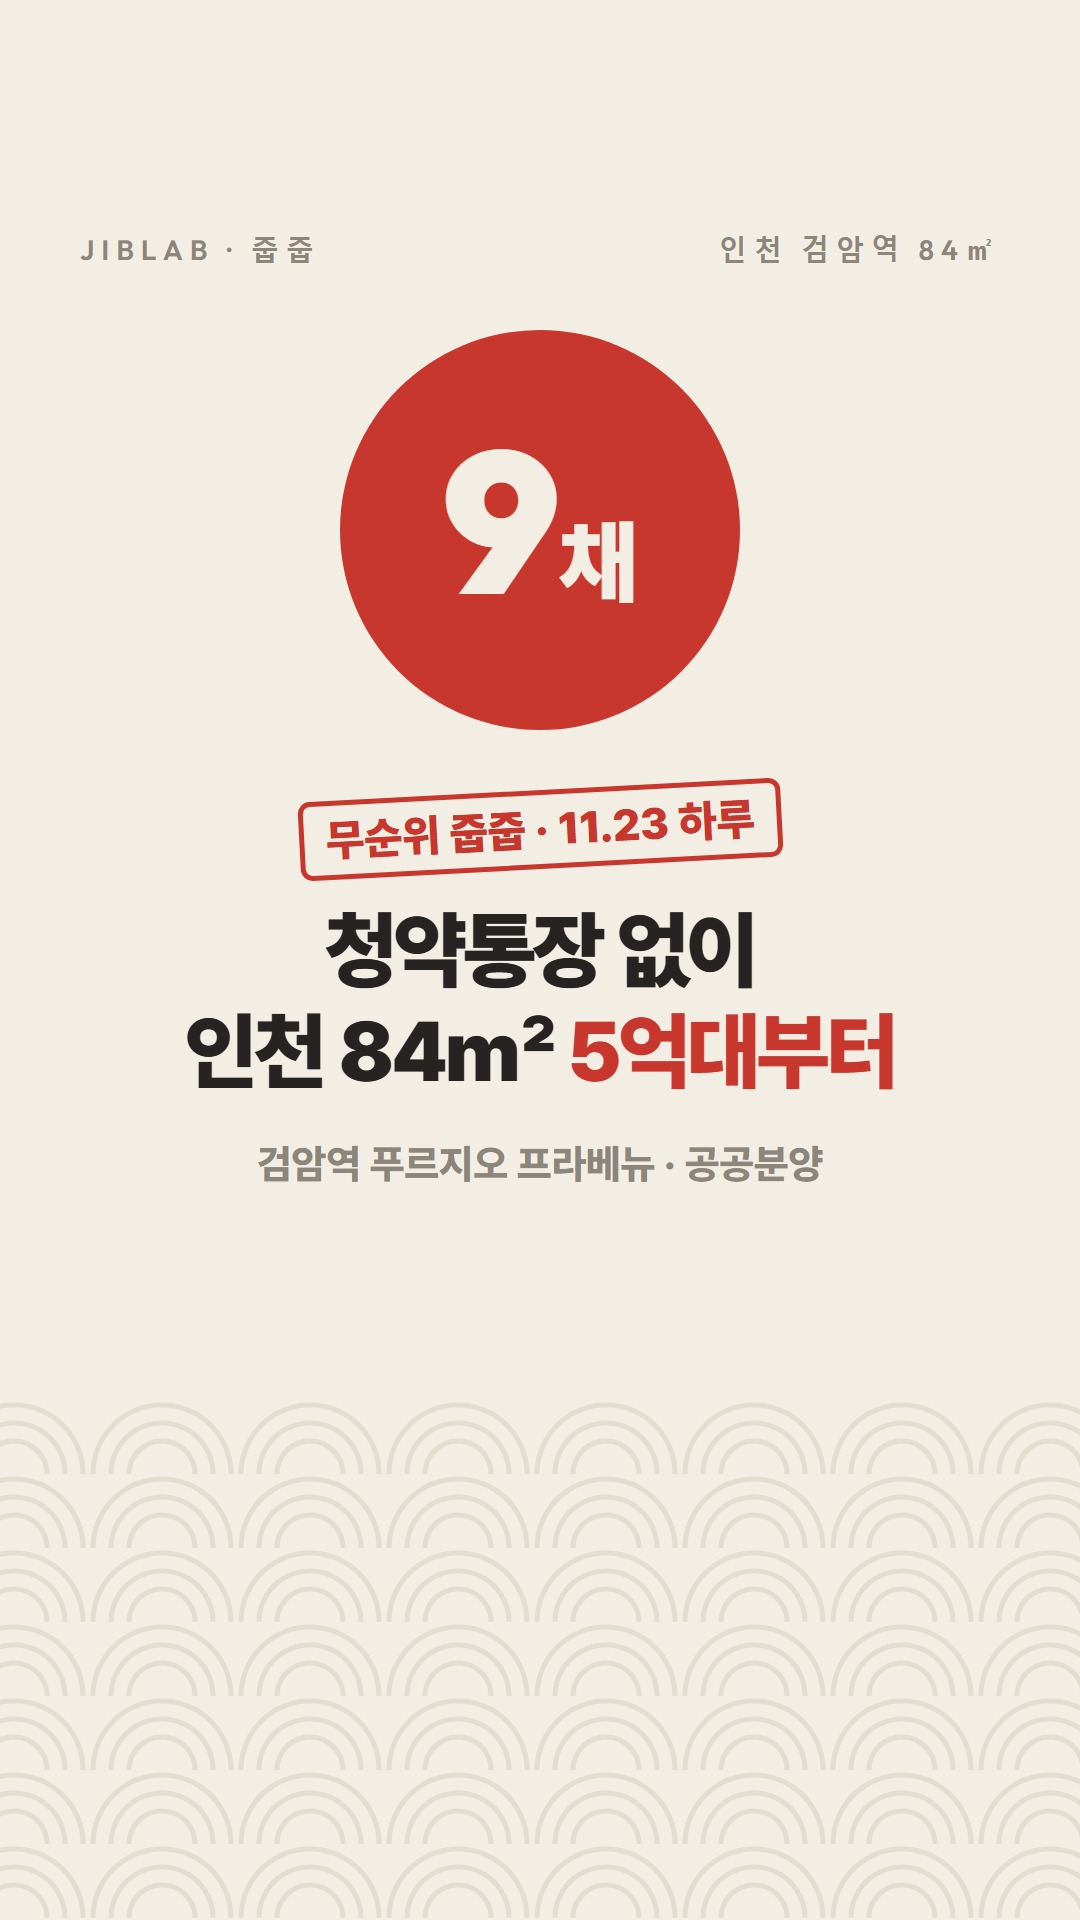 JIBLAB · 줍줍
인천 검암역 84㎡
9채
무순위 줍줍 · 11.23 하루
청약통장 없이
인천 84m² 5억대부터
검암역 푸르지오 프라베뉴 · 공공분양